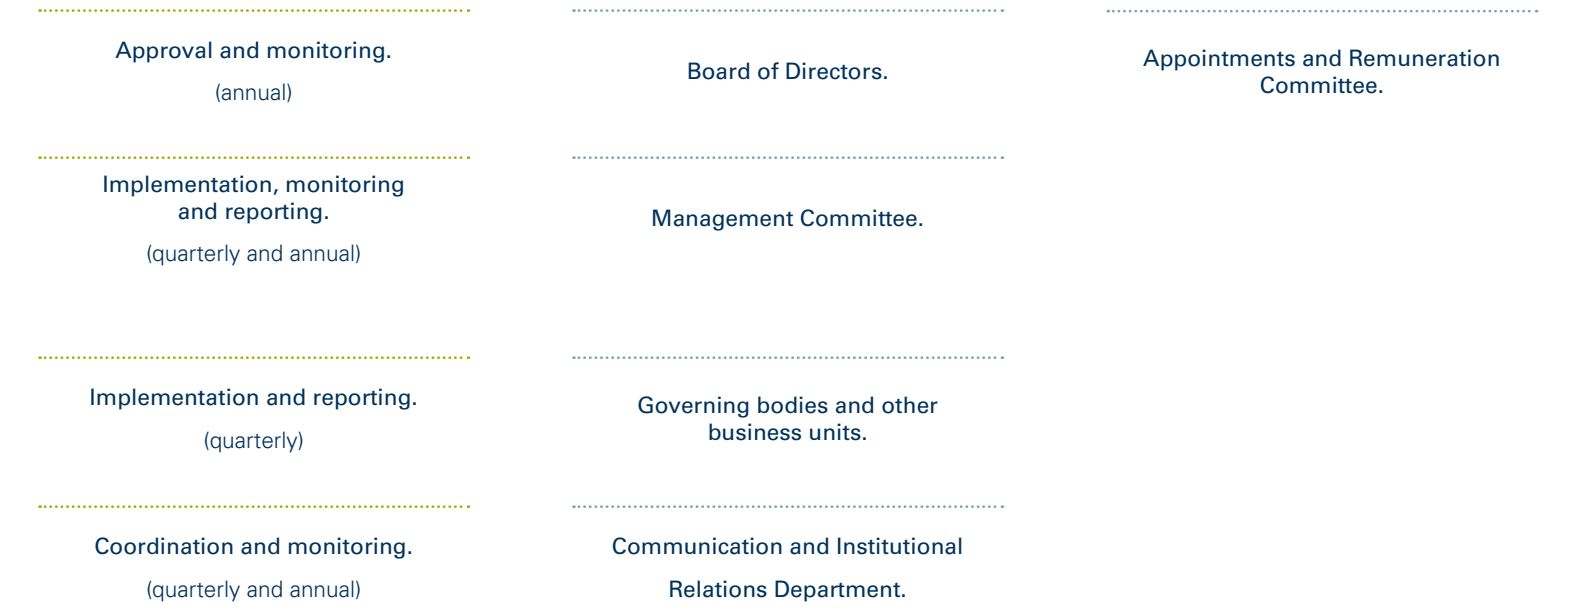 Approval and monitoring.
(annual)
Board of Directors.
Appointments and Remuneration
Committee.
Implementation, monitoring
and reporting.
(quarterly and annual)
Management Committee.
Implementation and reporting.
(quarterly)
Governing bodies and other
business units.
Coordination and monitoring.
(quarterly and annual)
Communication and Institutional
Relations Department.